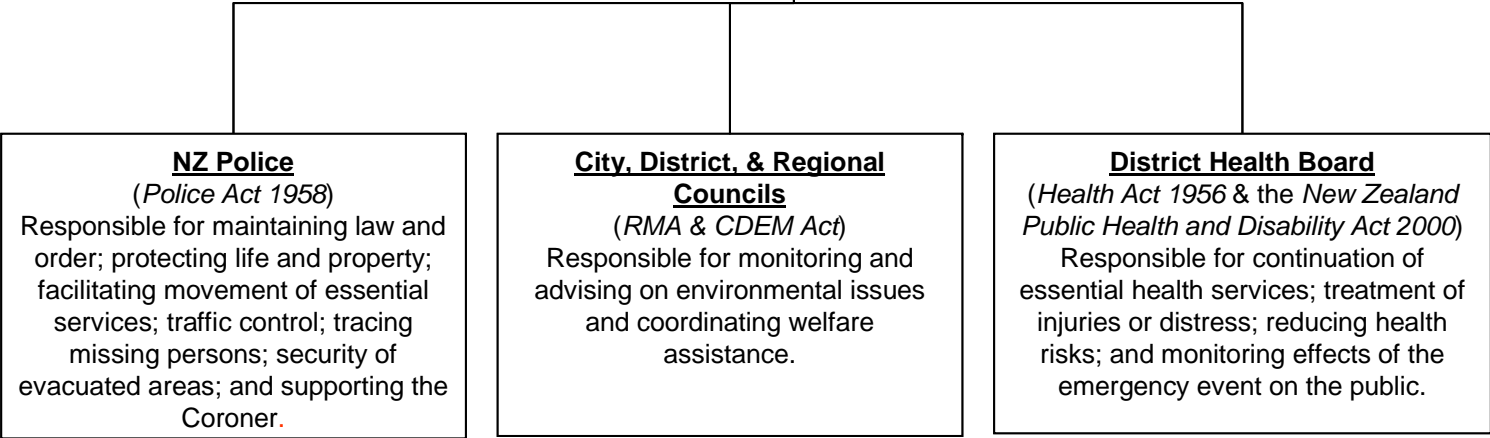 NZ Police
(Police Act 1958)
Responsible for maintaining law and
order; protecting life and property;
facilitating movement of essential
services; traffic control; tracing
missing persons; security of
evacuated areas; and supporting the
Coroner.
City, District, & Regional
Councils
(RMA & CDEM Act)
Responsible for monitoring and
advising on environmental issues
and coordinating welfare
assistance.
District Health Board
(Health Act 1956 & the New Zealand
Public Health and Disability Act 2000)
Responsible for continuation of
essential health services; treatment of
injuries or distress; reducing health
risks; and monitoring effects of the
emergency event on the public.